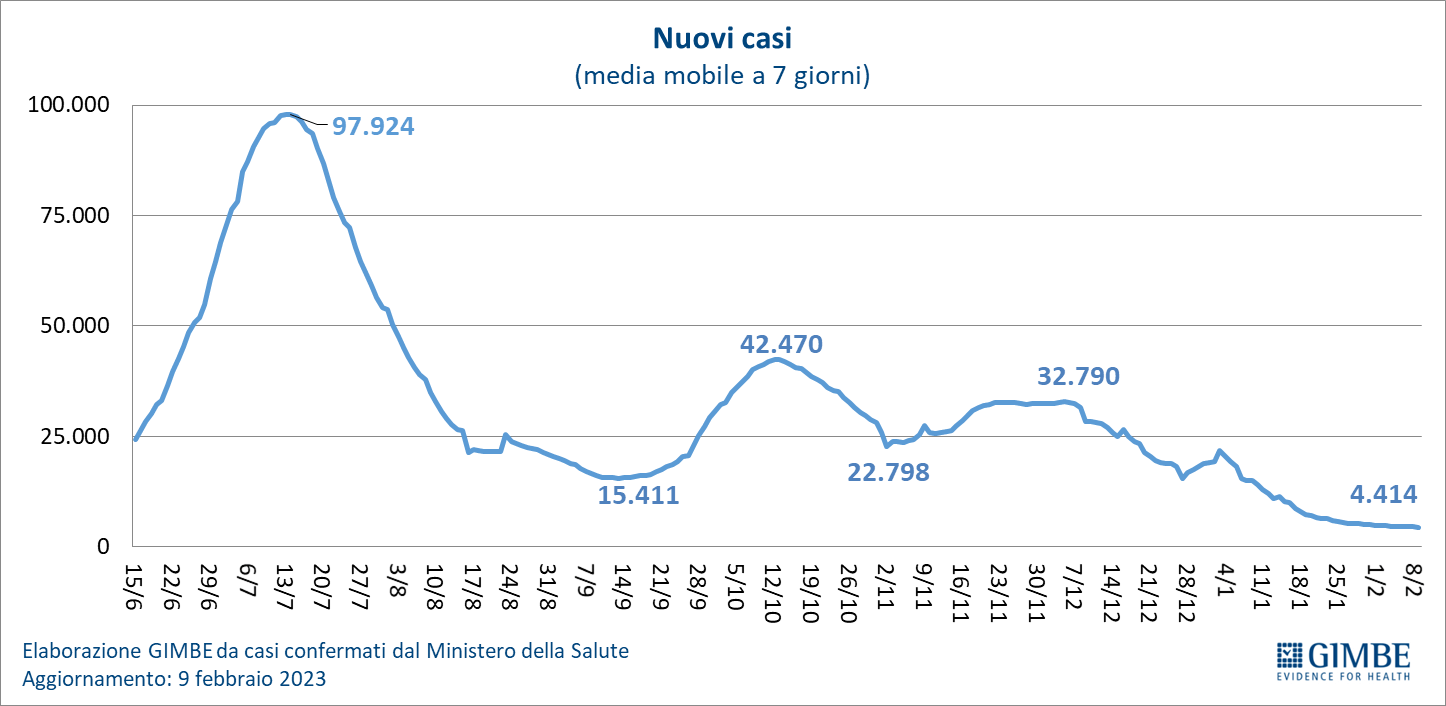 Nuovi casi
(media mobile a 7 giorni)
100.000
97.924
75.000
50.000
42.470
32.790
25.000
22.798
15.411
4.414
0
15/6 22/6 29/6 6/7 13/7 20/7 27/7 3/8 10/8 17/8 24/8 31/8 7/9 14/9 21/9 29/9 5/10 12/10 19/10 26/10 2/11 9/11 16/11 23/11 30/11 7/12 14/12 21/12 28/12 4/1 11/1 18/1 25/1 1/2 8/2
Elaborazione GIMBE da casi confermati dal Ministero della Salute
Aggiornamento: 9 febbraio 2023
GIMBE
EVIDENCE FOR HEALTH